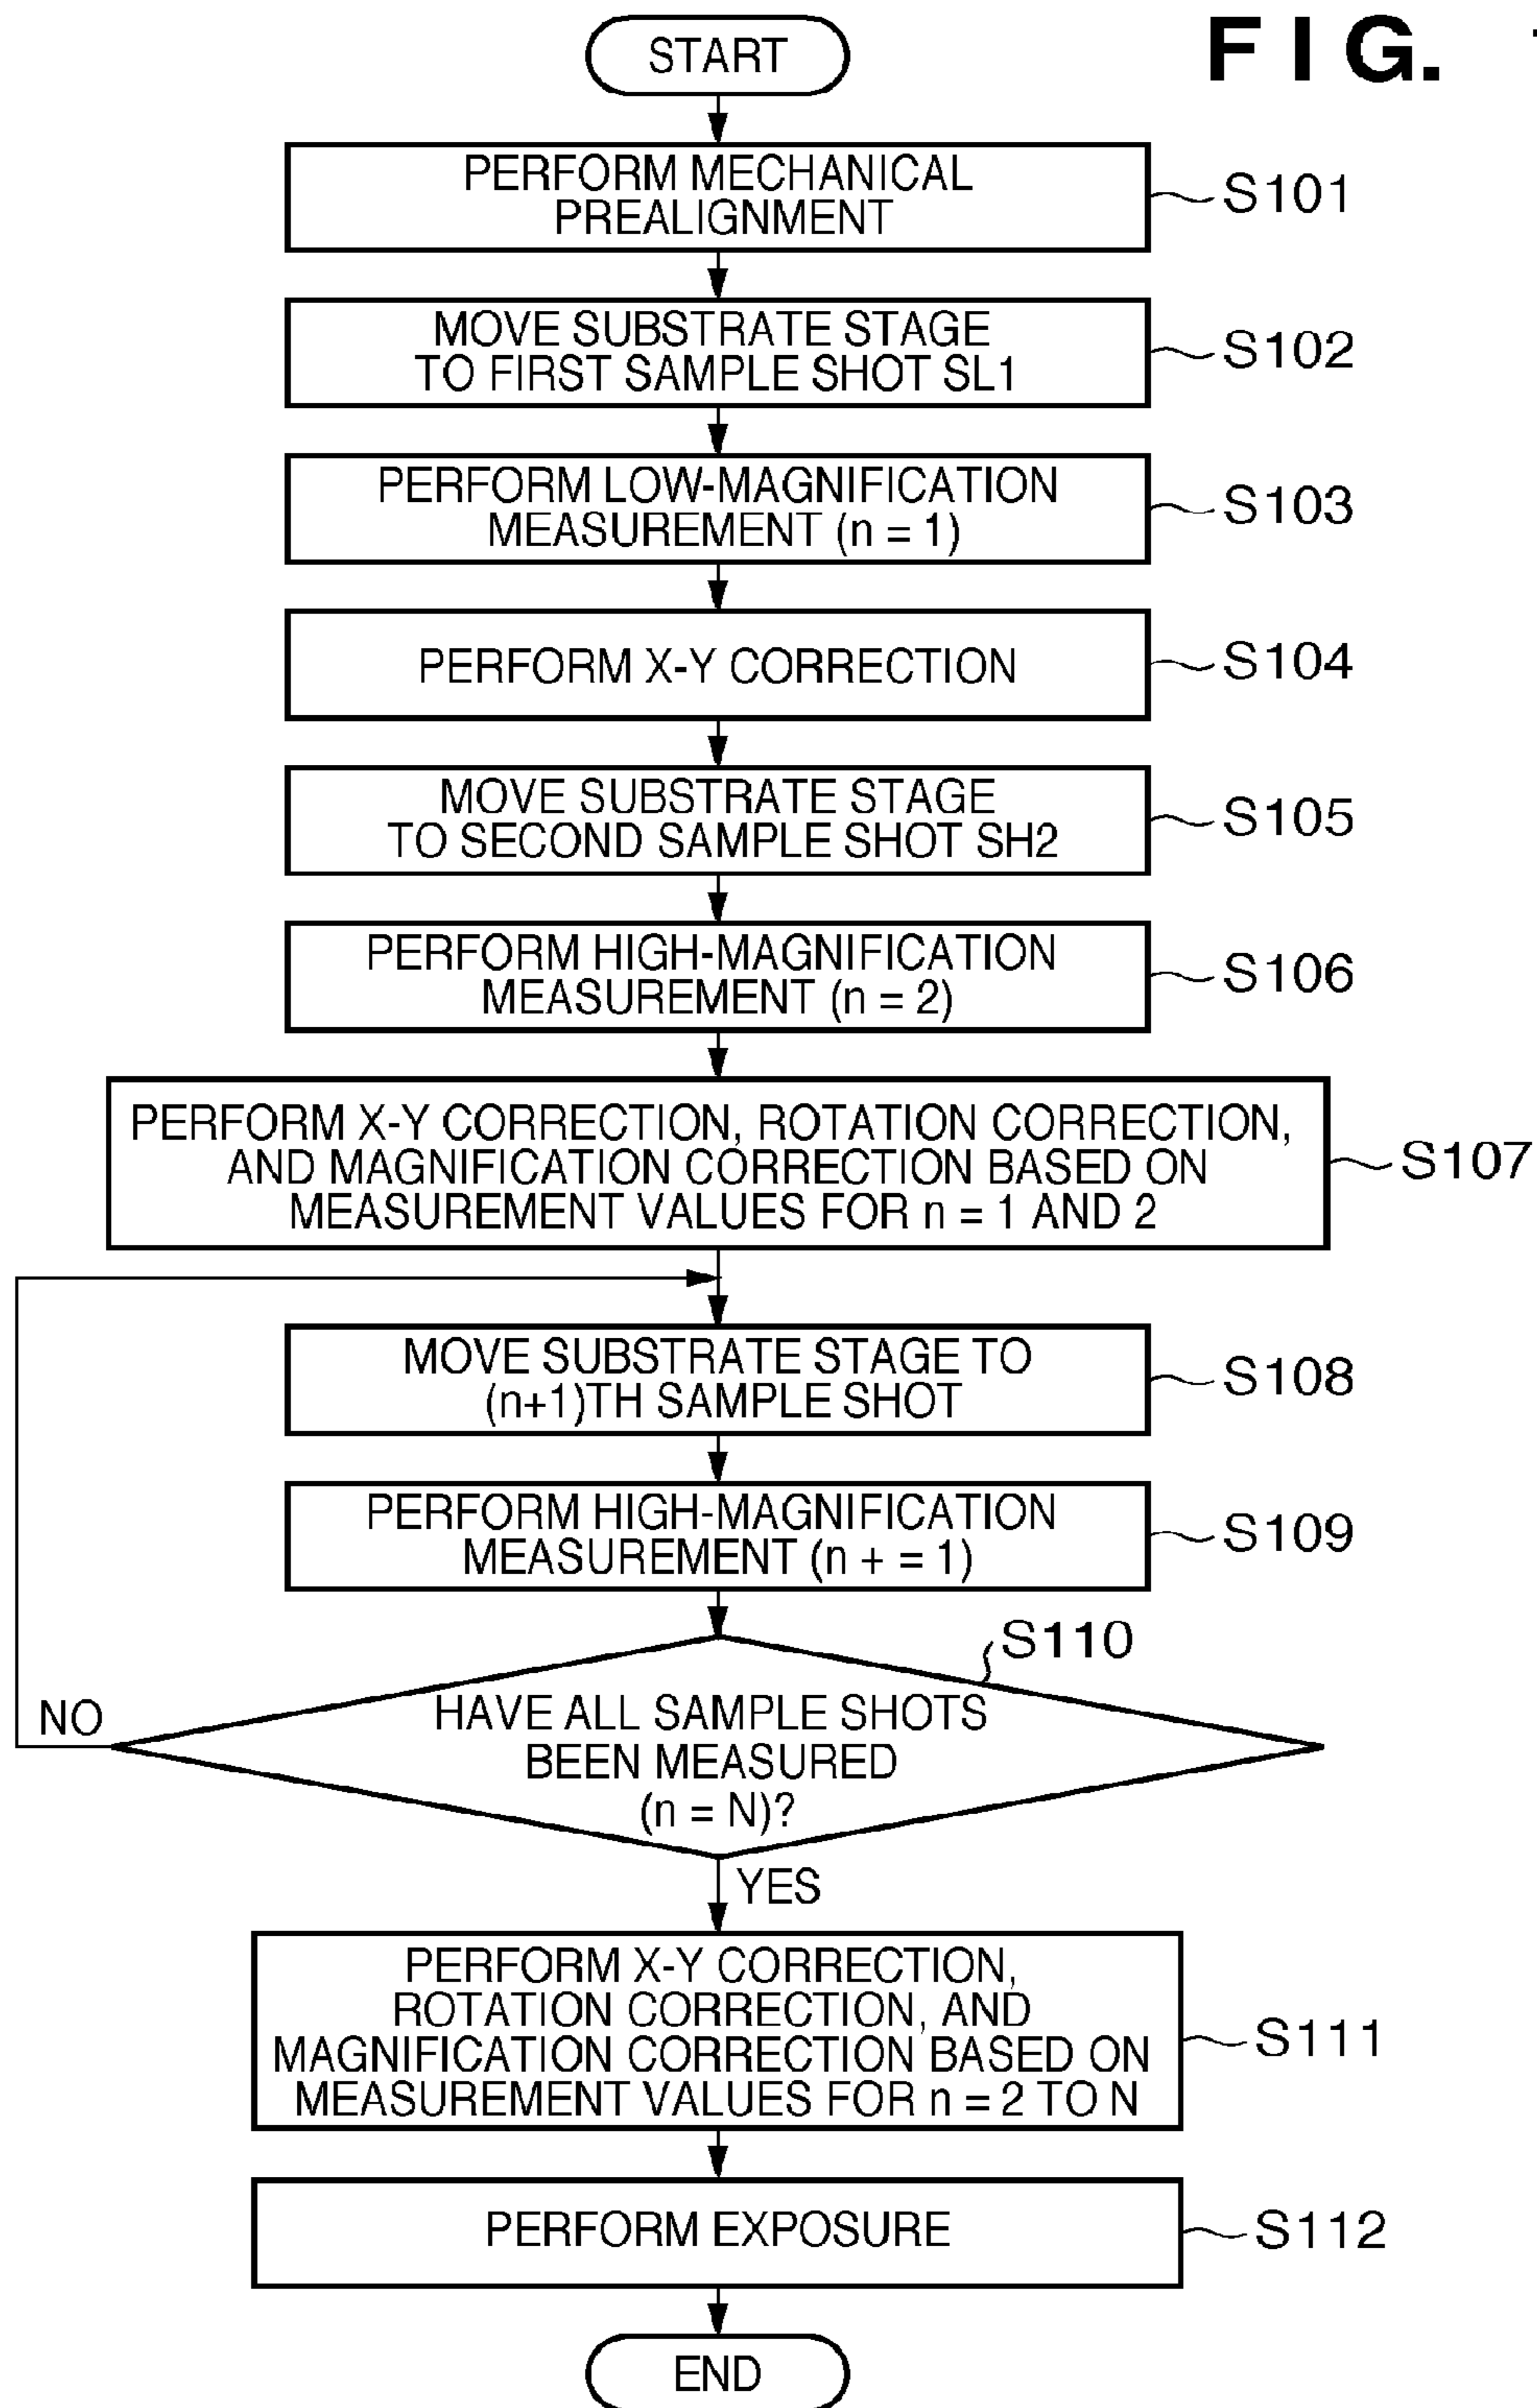 FIG.
START
PERFORM MECHANICAL
PREALIGNMENT
S101
MOVE SUBSTRATE STAGE
TO FIRST SAMPLE SHOT SL1
S102
PERFORM LOW-MAGNIFICATION
MEASUREMENT (n = 1)
S103
PERFORM X-Y CORRECTION
S104
MOVE SUBSTRATE STAGE
TO SECOND SAMPLE SHOT SH2
S105
PERFORM HIGH-MAGNIFICATION
MEASUREMENT (n = 2)
S106
PERFORM X-Y CORRECTION, ROTATION CORRECTION,
AND MAGNIFICATION CORRECTION BASED ON
MEASUREMENT VALUES FOR n = 1 AND 2
S107
MOVE SUBSTRATE STAGE TO
(n+1)TH SAMPLE SHOT
S108
PERFORM HIGH-MAGNIFICATION
MEASUREMENT (n + = 1)
S109
S110
HAVE ALL SAMPLE SHOTS
BEEN MEASURED
(n = N)?
NO
YES
PERFORM X-Y CORRECTION,
ROTATION CORRECTION, AND
MAGNIFICATION CORRECTION BASED ON
MEASUREMENT VALUES FOR n = 2 TO N
S111
PERFORM EXPOSURE
S112
END